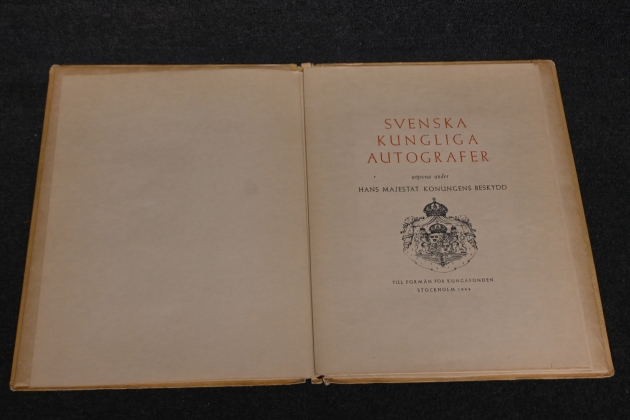 SVENSKA
KUNGLIGA
AUTOGRAFER
utgivna under
HANS MAJESTÄT KONUNGENS BESKYDD
TILL FÖRMÅN FÖR KUNGAFONDEN
STOCKHOLM